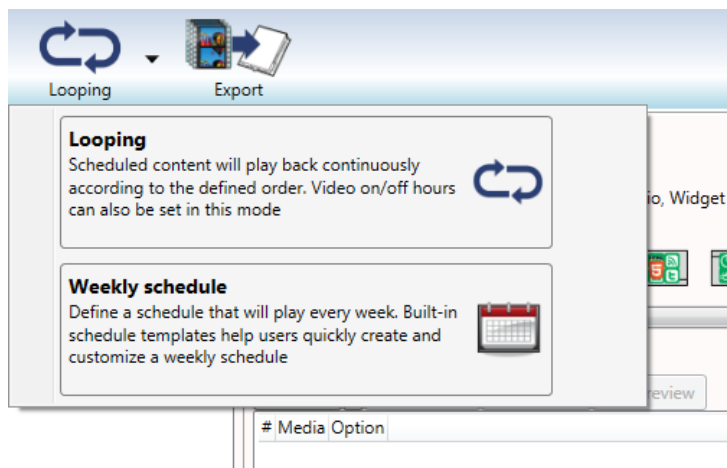 Looping Export
Looping
Scheduled content will play back continuously
according to the defined order. Video on/off hours
can also be set in this mode
io, Widget
Weekly schedule
Define a schedule that will play every week. Built-in
schedule templates help users quickly create and
customize a weekly schedule
review
# Media Option